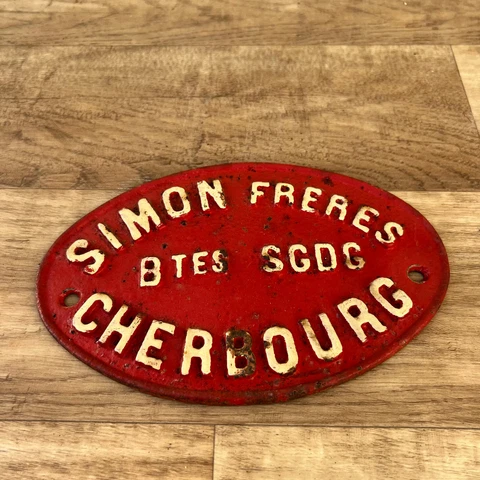 SIMON FRERES
BTES SGDG
CHERBOURG